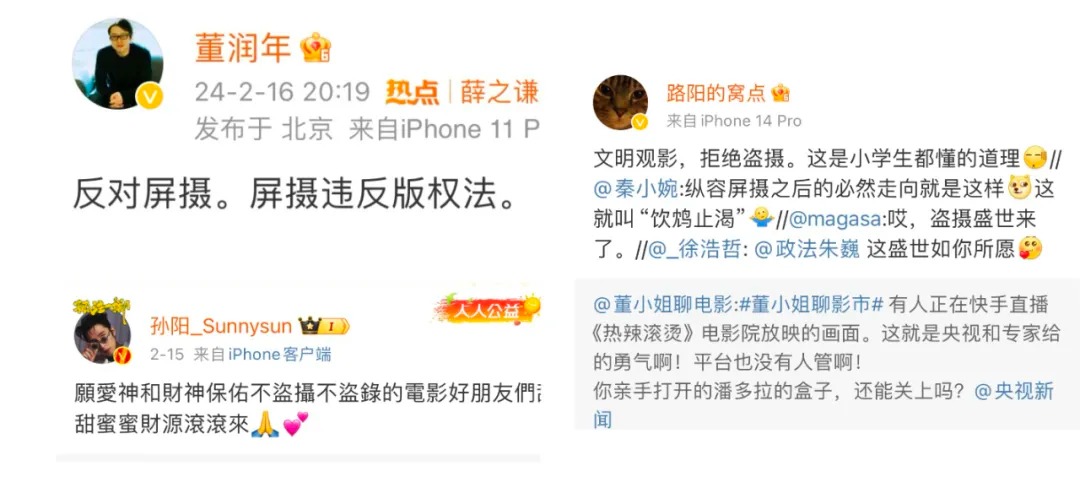 董润年
24-2-16 20:19 热点 | 薛之谦
发布于 北京 来自iPhone 11 P
反对屏摄。屏摄违反版权法。
人人公益
孙阳_Sunnysun I
2-15 来自 iPhone客户端
願愛神和財神保佑不盜攝不盜錄的電影好朋友們
甜蜜蜜財源滾滾來
路阳的窝点
来自 iPhone 14 Pro
文明观影，拒绝盗摄。这是小学生都懂的道理//
@秦小婉:纵容屏摄之后的必然走向就是这样 这
就叫“饮鸩止渴” //@magasa:哎，盗摄盛世来
了。//@_徐浩哲: @政法朱巍 这盛世如你所愿
@董小姐聊电影:#董小姐聊影市# 有人正在快手直播
《热辣滚烫》电影院放映的画面。这就是央视和专家给
的勇气啊！平台也没有人管啊！
你亲手打开的潘多拉的盒子，还能关上吗？@央视新
闻